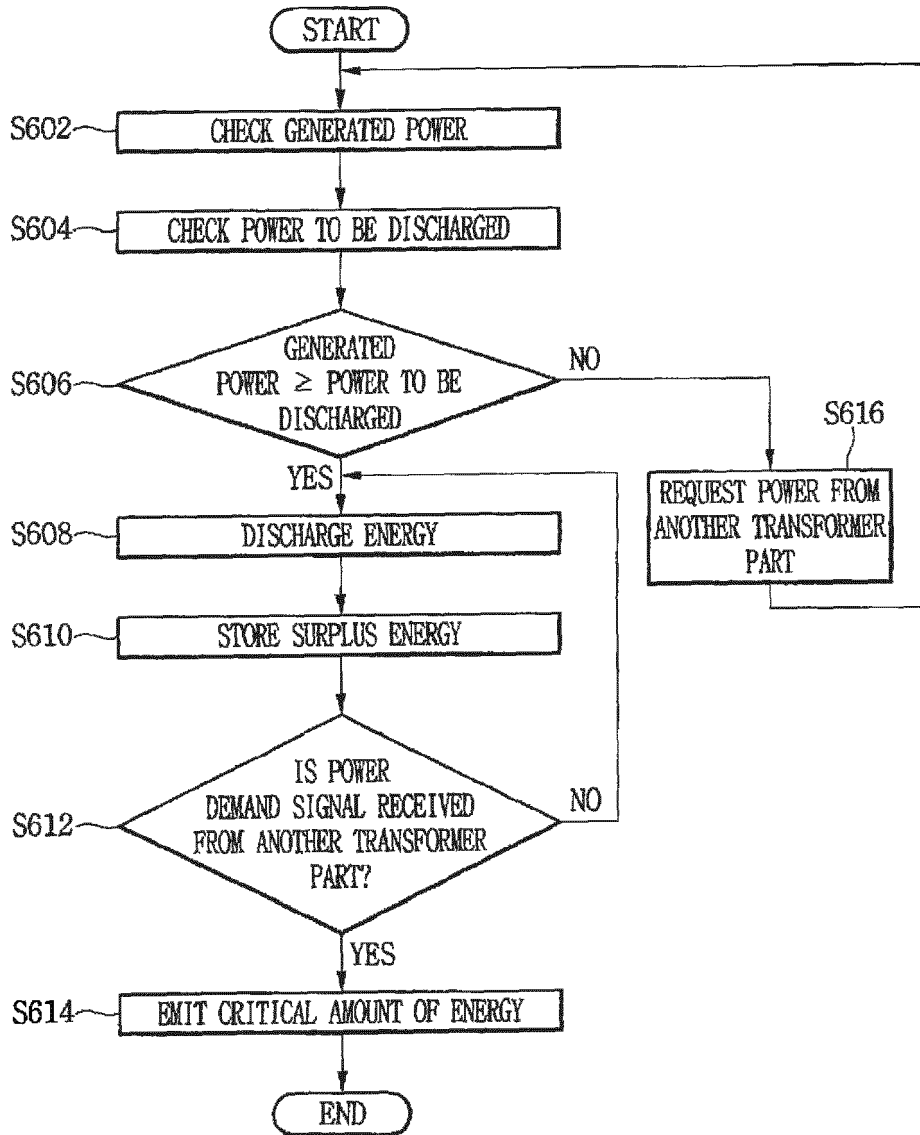 START
S602
CHECK GENERATED POWER
S604
CHECK POWER TO BE DISCHARGED
S606
GENERATED
POWER ≥ POWER TO BE
DISCHARGED
NO
YES
S616
REQUEST POWER FROM
ANOTHER TRANSFORMER
PART
S608
DISCHARGE ENERGY
S610
STORE SURPLUS ENERGY
S612
IS POWER
DEMAND SIGNAL RECEIVED
FROM ANOTHER TRANSFORMER
PART?
NO
YES
S614
EMIT CRITICAL AMOUNT OF ENERGY
END